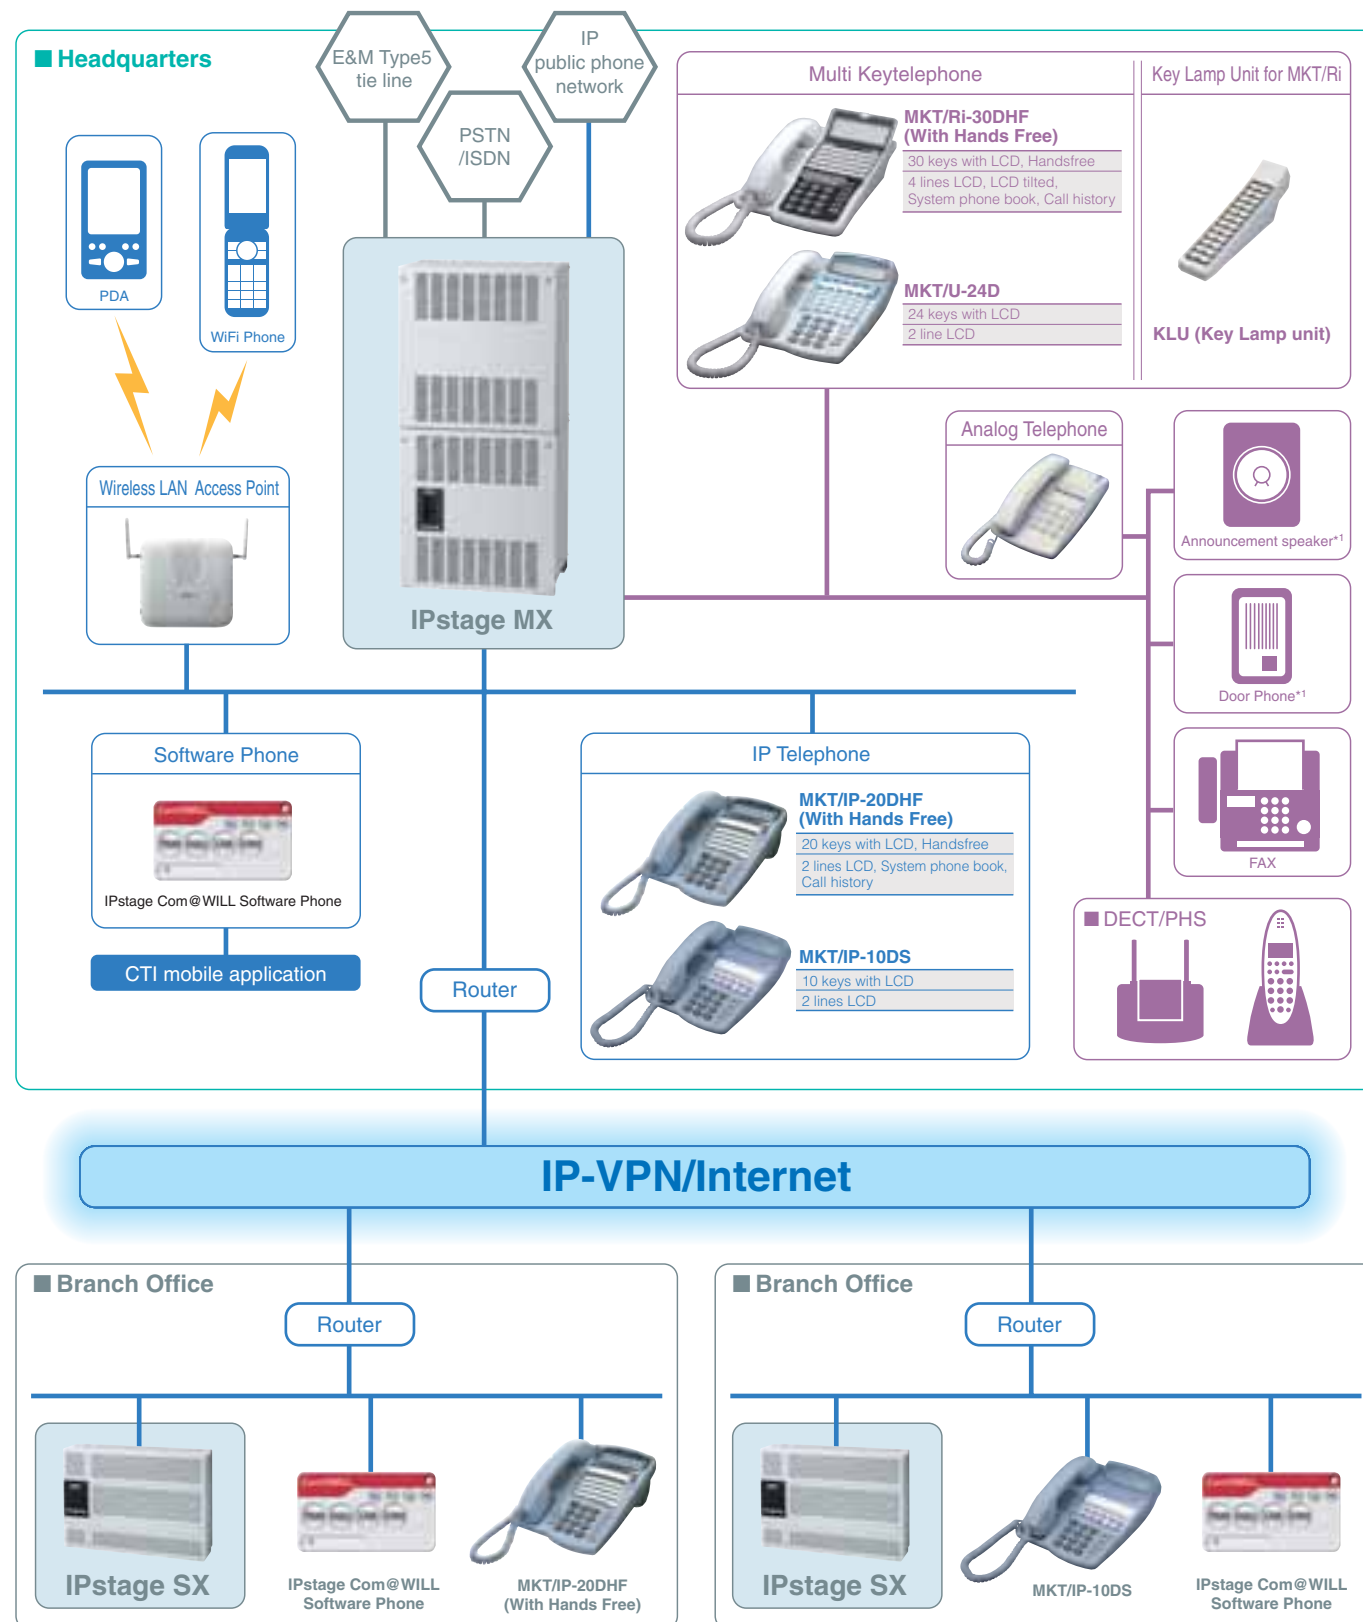 ■ Headquarters
E&M Type5
tie line
IP
public phone
network
PSTN
/ISDN
PDA
WiFi Phone
Wireless LAN Access Point
IPstage MX
Multi Keytelephone
Key Lamp Unit for MKT/Ri
MKT/Ri-30DHF
(With Hands Free)
30 keys with LCD, Handsfree
4 lines LCD, LCD tilted,
System phone book, Call history
MKT/U-24D
24 keys with LCD
2 line LCD
KLU (Key Lamp unit)
Analog Telephone
Announcement speaker*1
Door Phone*1
FAX
■ DECT/PHS
Software Phone
IPstage Com@WILL Software Phone
CTI mobile application
Router
IP Telephone
MKT/IP-20DHF
(With Hands Free)
20 keys with LCD, Handsfree
2 lines LCD, System phone book,
Call history
MKT/IP-10DS
10 keys with LCD
2 lines LCD
IP-VPN/Internet
■ Branch Office
Router
IPstage SX
IPstage Com@WILL
Software Phone
MKT/IP-20DHF
(With Hands Free)
■ Branch Office
Router
IPstage SX
MKT/IP-10DS
IPstage Com@WILL
Software Phone